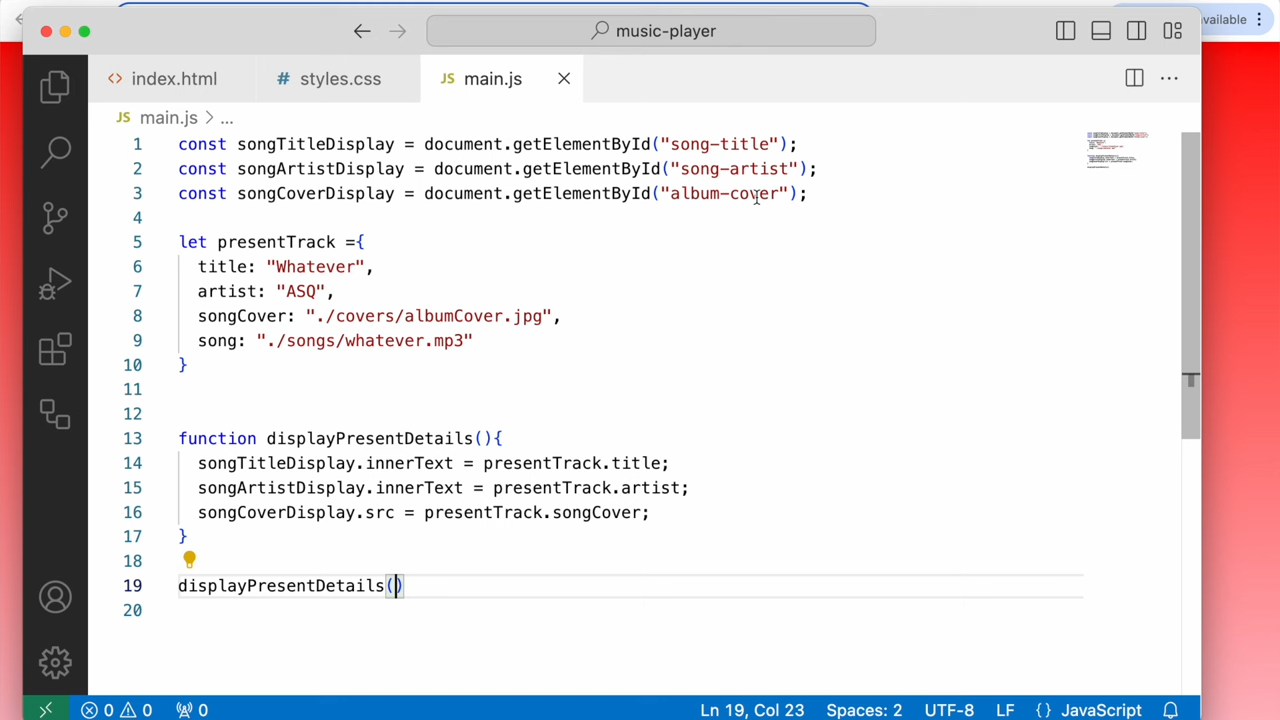 vailable
music-player
index.html
# styles.css
JS main.js
JS main.js > ...
1 const songTitleDisplay = document.getElementById("song-title");
2 const songArtistDisplay = document.getElementById("song-artist");
3 const songCoverDisplay = document.getElementById("album-cover");
4
5 let presentTrack ={
6 title: "Whatever",
7 artist: "ASQ",
8 songCover: "./covers/albumCover.jpg",
9 song: "./songs/whatever.mp3"
10 }
11
12
13 function displayPresentDetails(){
14 songTitleDisplay.innerText = presentTrack.title;
15 songArtistDisplay.innerText = presentTrack.artist;
16 songCoverDisplay.src = presentTrack.songCover;
17 }
18
19 displayPresentDetails()
20
0 0 0 Ln 19, Col 23 Spaces: 2 UTF-8 LF {} JavaScript